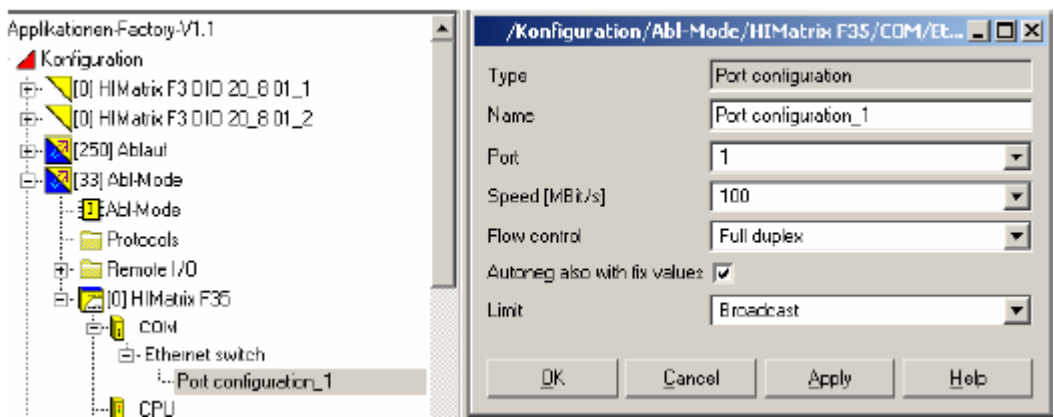 Applikationen-Factory-V1.1
Konfiguration
[0] HIMatrix F3 DIO 20_8 01_1
[0] HIMatrix F3 DIO 20_8 01_2
[250] Ablauf
[33] Abl-Mode
Abl-Mode
Protocols
Remote I/O
[0] HIMatrix F35
COM
Ethernet switch
Port configuration_1
CPU
/Konfiguration/Abl-Mode/HIMatrix F35/COM/Et...
Type
Port configuration
Name
Port configuration_1
Port
1
Speed [MBit/s]
100
Flow control
Full duplex
Autoneg also with fix values
Limit
Broadcast
OK
Cancel
Apply
Help